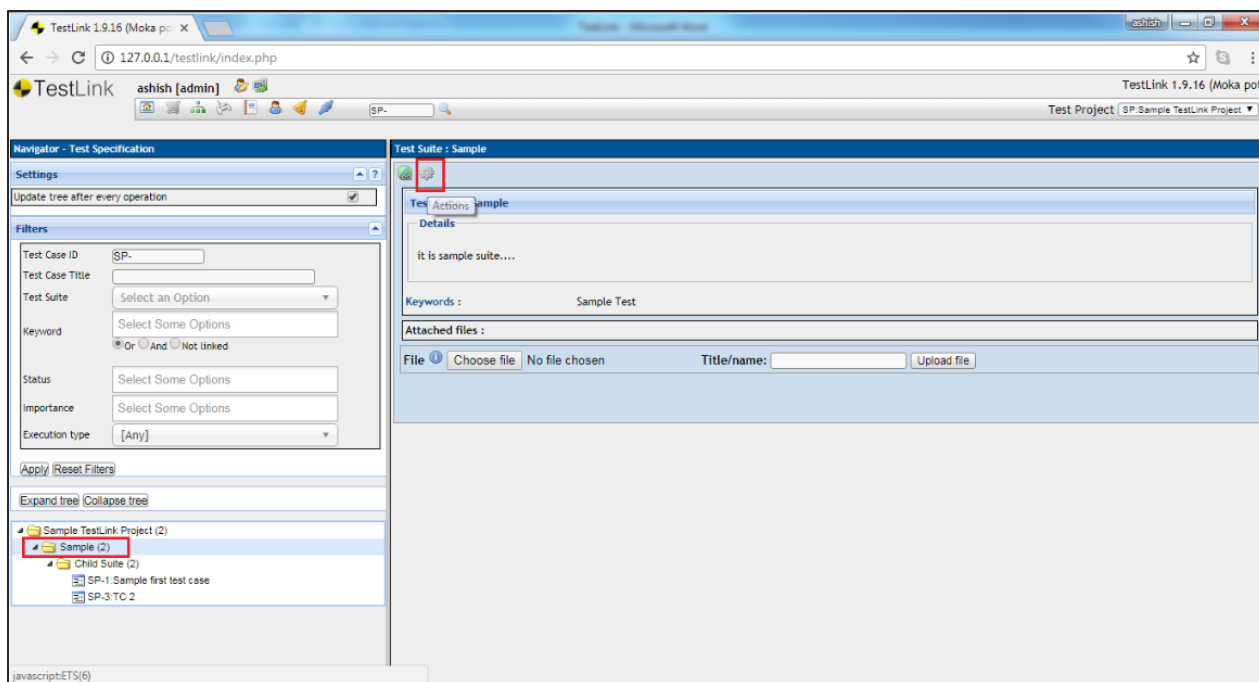 TestLink 1.9.16 (Moka po
TestLink - Microsoft Word
ashish
127.0.0.1/testlink/index.php
TestLink
ashish [admin]
TestLink 1.9.16 (Moka pot
SP-
Test Project
SP:Sample TestLink Project
Navigator - Test Specification
Settings
?
Update tree after every operation
Filters
Test Case ID
SP-
Test Case Title
Test Suite
Select an Option
Keyword
Select Some Options
Or And Not linked
Status
Select Some Options
Importance
Select Some Options
Execution type
[Any]
Apply Reset Filters
Expand tree Collapse tree
Sample TestLink Project (2)
Sample (2)
Child Suite (2)
SP-1:Sample first test case
SP-3:TC 2
javascript:ETS(6)
Test Suite : Sample
Tes
Actions
ample
Details
it is sample suite....
Keywords :
Sample Test
Attached files :
File
Choose file
No file chosen
Title/name:
Upload file